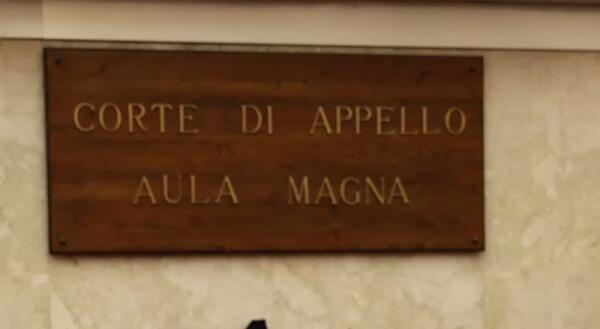 CORTE DI APPELLO
AULA MAGNA